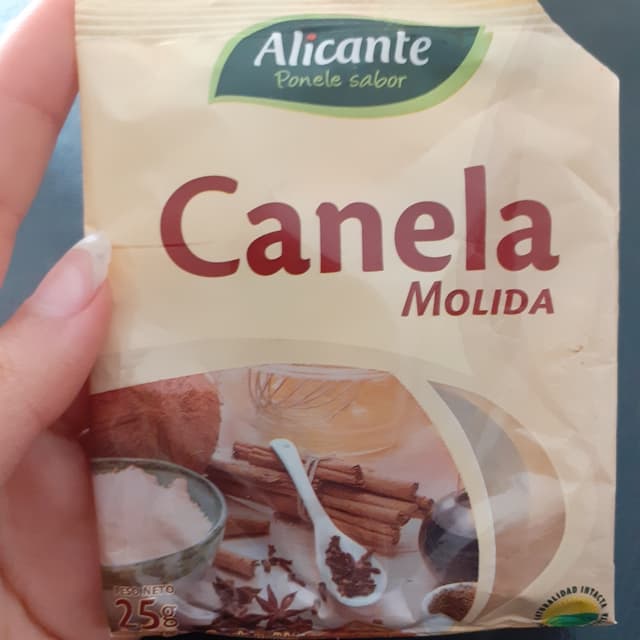 Alicante
Ponele sabor
Canela
MOLIDA
PESO NETO
25g